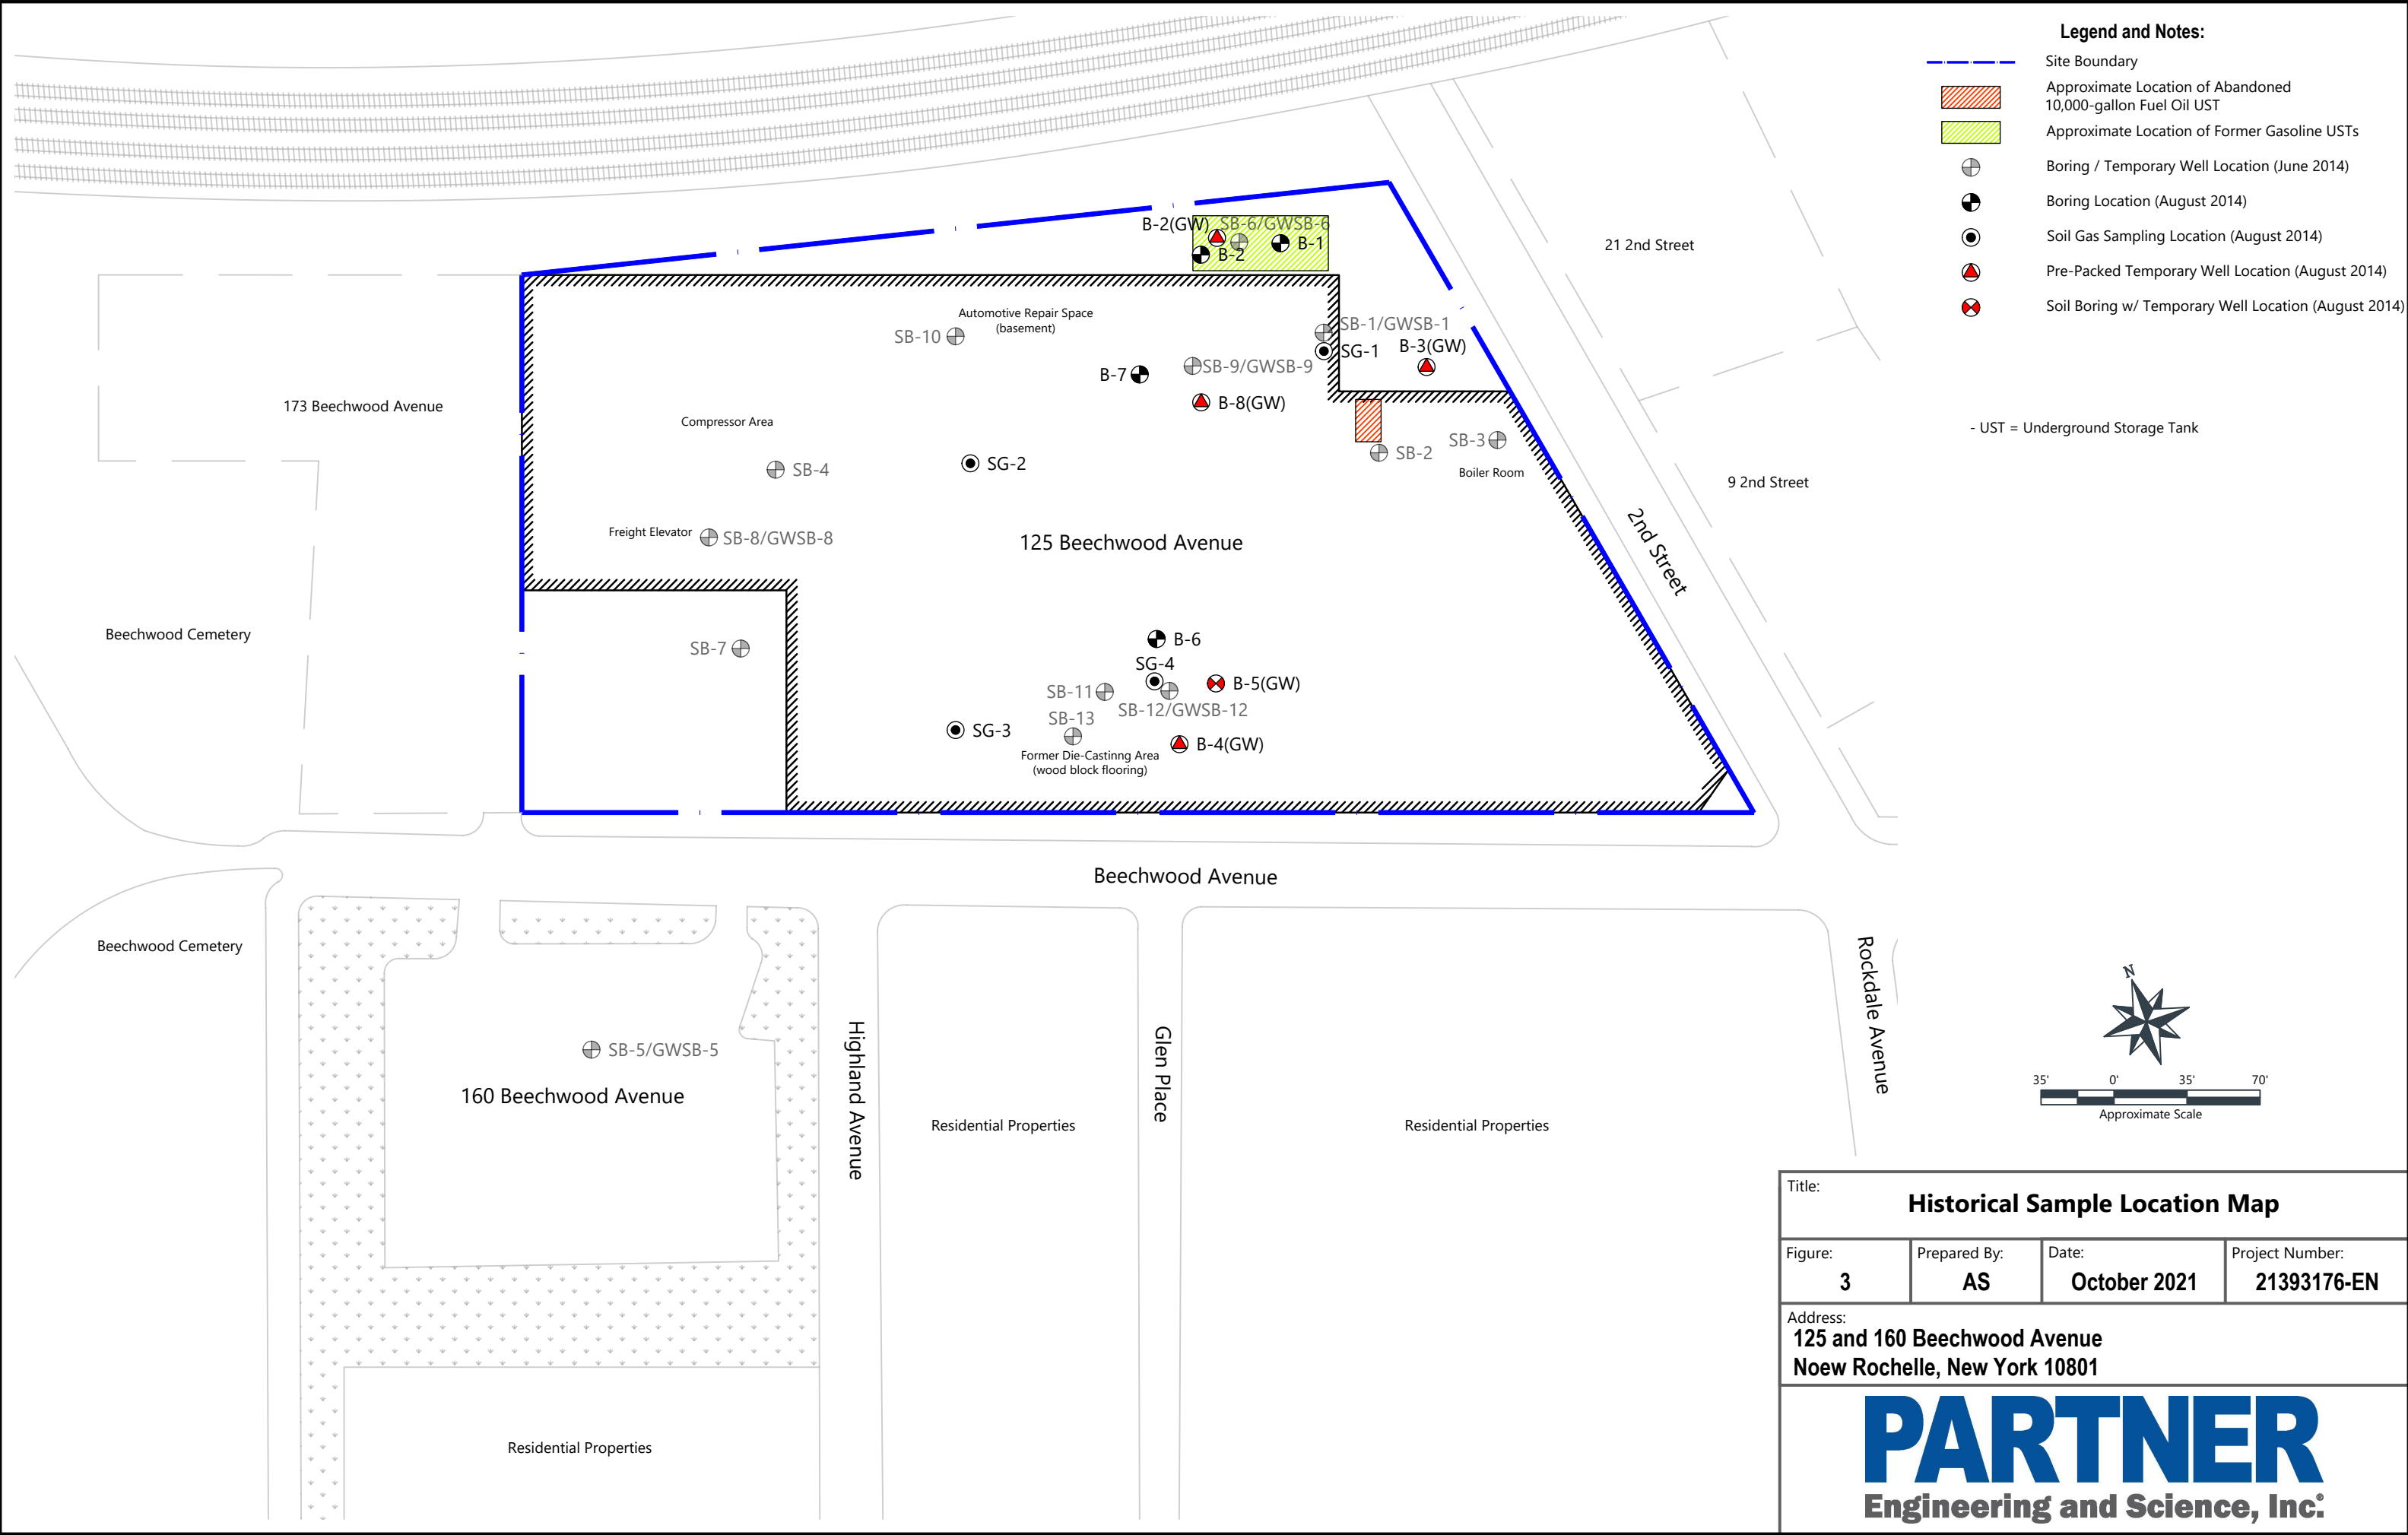 Legend and Notes:
Site Boundary
Approximate Location of Abandoned
10,000-gallon Fuel Oil UST
Approximate Location of Former Gasoline USTs
Boring / Temporary Well Location (June 2014)
Boring Location (August 2014)
Soil Gas Sampling Location (August 2014)
Pre-Packed Temporary Well Location (August 2014)
Soil Boring w/ Temporary Well Location (August 2014)
- UST = Underground Storage Tank
B-2(GW)
SB-6/GWSB-6
B-1
B-2
21 2nd Street
Automotive Repair Space
(basement)
SB-10
SB-1/GWSB-1
SG-1
B-3(GW)
SB-9/GWSB-9
B-7
B-8(GW)
173 Beechwood Avenue
Compressor Area
SB-4
SG-2
SB-3
SB-2
Boiler Room
9 2nd Street
Freight Elevator
SB-8/GWSB-8
125 Beechwood Avenue
2nd Street
Beechwood Cemetery
SB-7
B-6
SG-4
B-5(GW)
SB-11
SB-12/GWSB-12
SB-13
SG-3
B-4(GW)
Former Die-Castinng Area
(wood block flooring)
Beechwood Avenue
Beechwood Cemetery
SB-5/GWSB-5
160 Beechwood Avenue
Highland Avenue
Glen Place
Rockdale Avenue
Residential Properties
Residential Properties
Residential Properties
N
35' 0' 35' 70'
Approximate Scale
Title:
Historical Sample Location Map
Figure:
3
Prepared By:
AS
Date:
October 2021
Project Number:
21393176-EN
Address:
125 and 160 Beechwood Avenue
Noew Rochelle, New York 10801
PARTNER
Engineering and Science, Inc.®